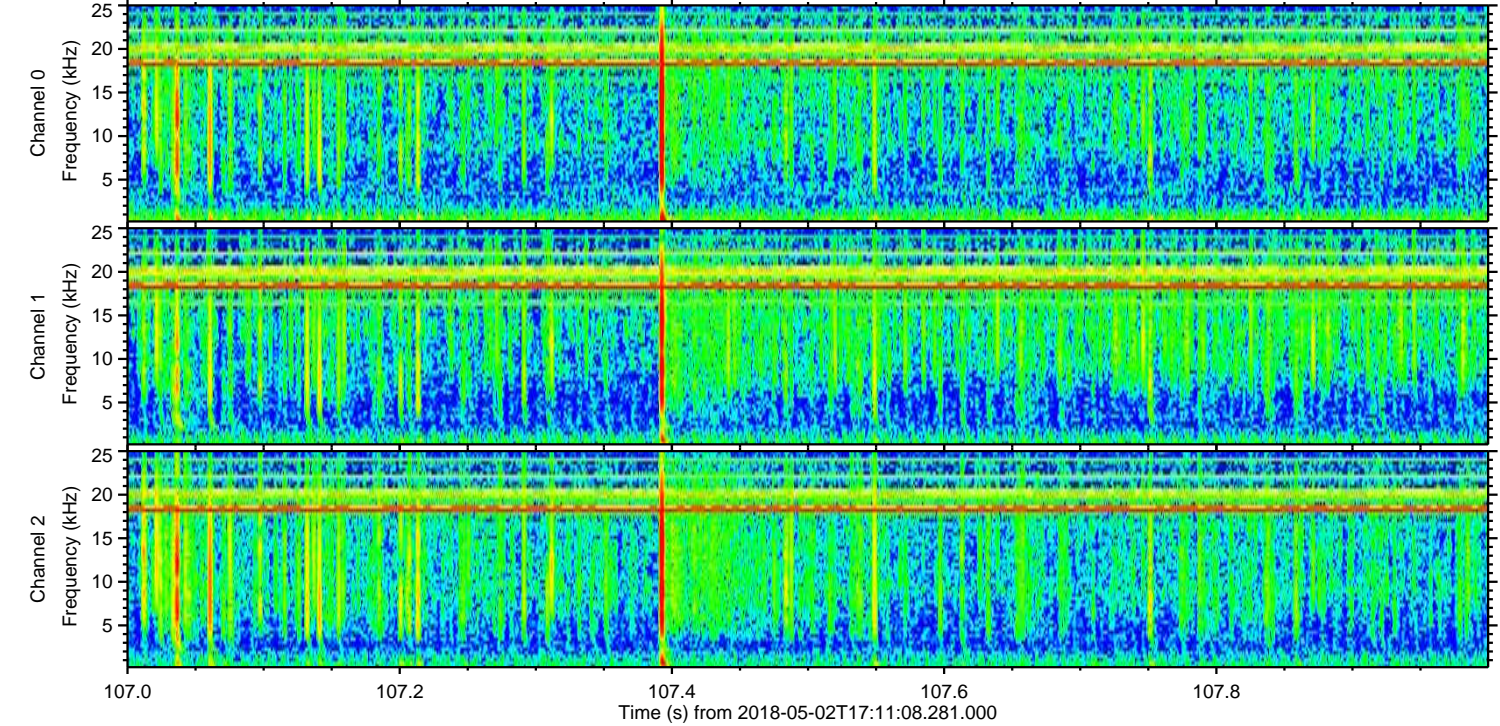 Channel 0
Frequency (kHz)
25
20
15
10
5
Channel 1
Frequency (kHz)
25
20
15
10
5
Channel 2
Frequency (kHz)
25
20
15
10
5
107.0 107.2 107.4 107.6 107.8
Time (s) from 2018-05-02T17:11:08.281.000